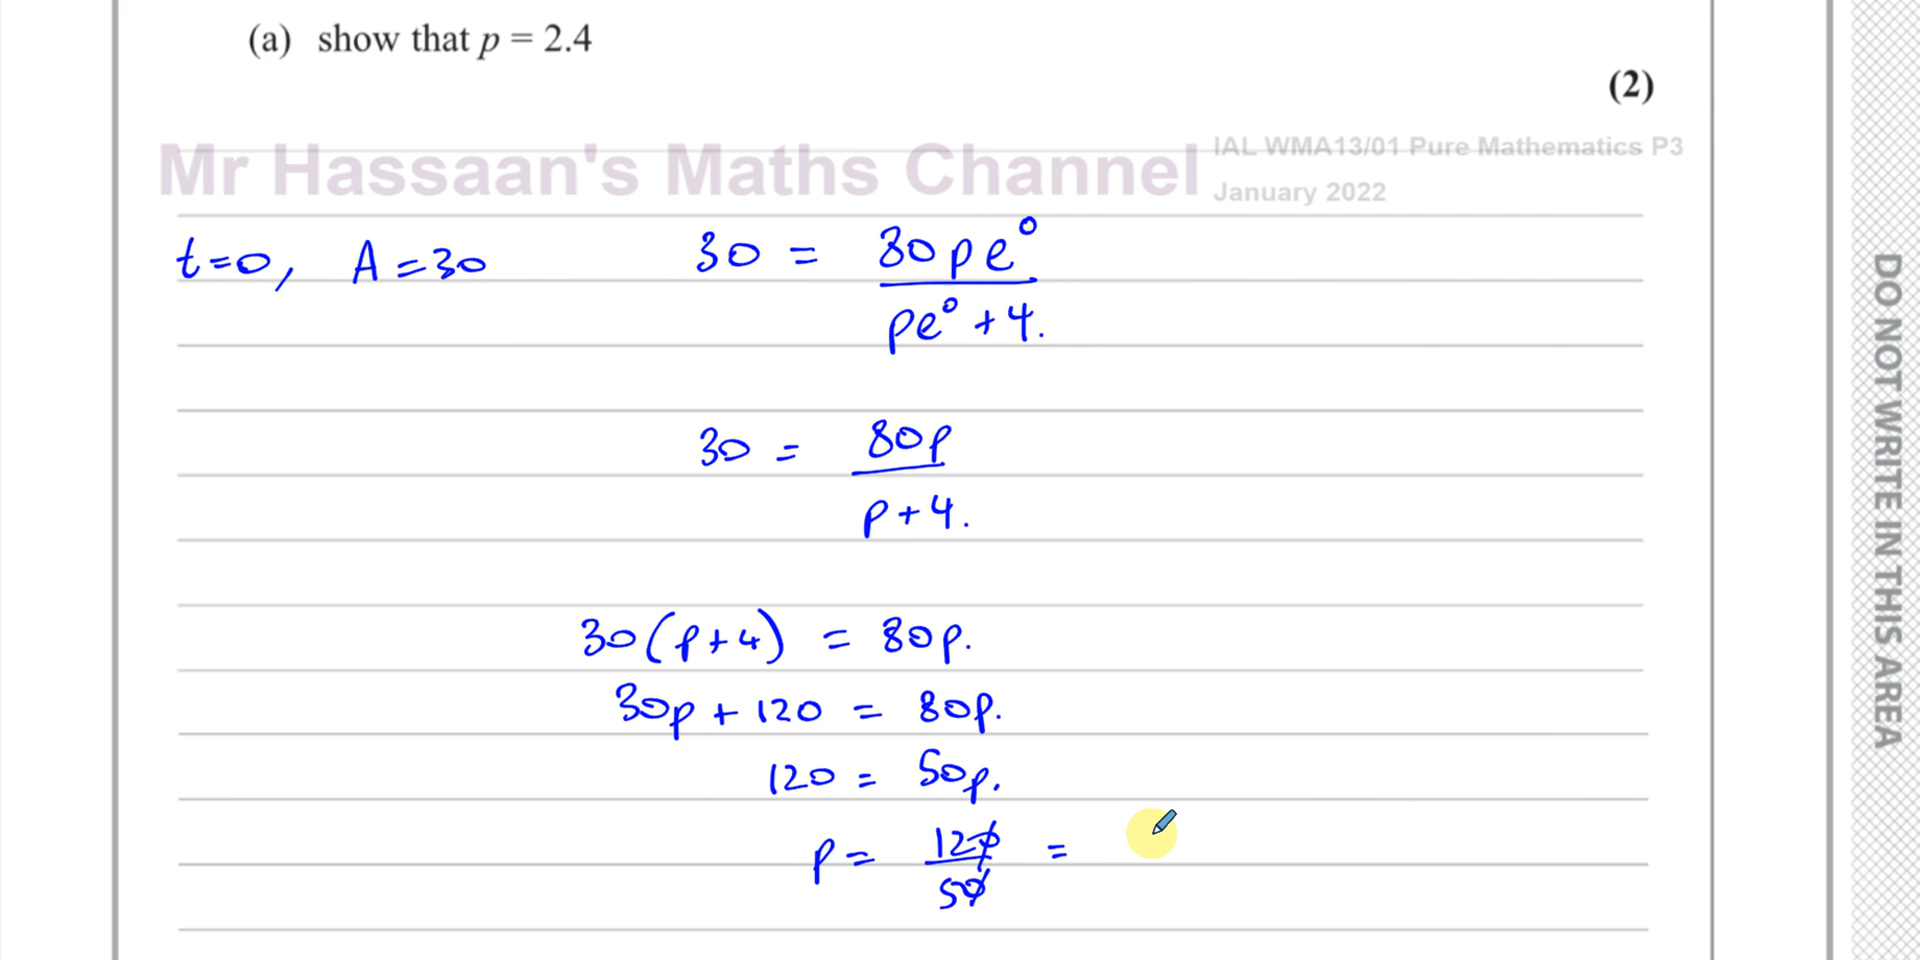 (a) show that p = 2.4
(2)
Mr Hassaan's Maths Channel
IAL WMA13/01 Pure Mathematics P3
January 2022
t=0, A=30
30 = 80pe⁰ / pe⁰ + 4.
30 = 80p / p+4.
30(p+4) = 80p.
30p + 120 = 80p.
120 = 50p.
p = 120 / 50 =
DO NOT WRITE IN THIS AREA